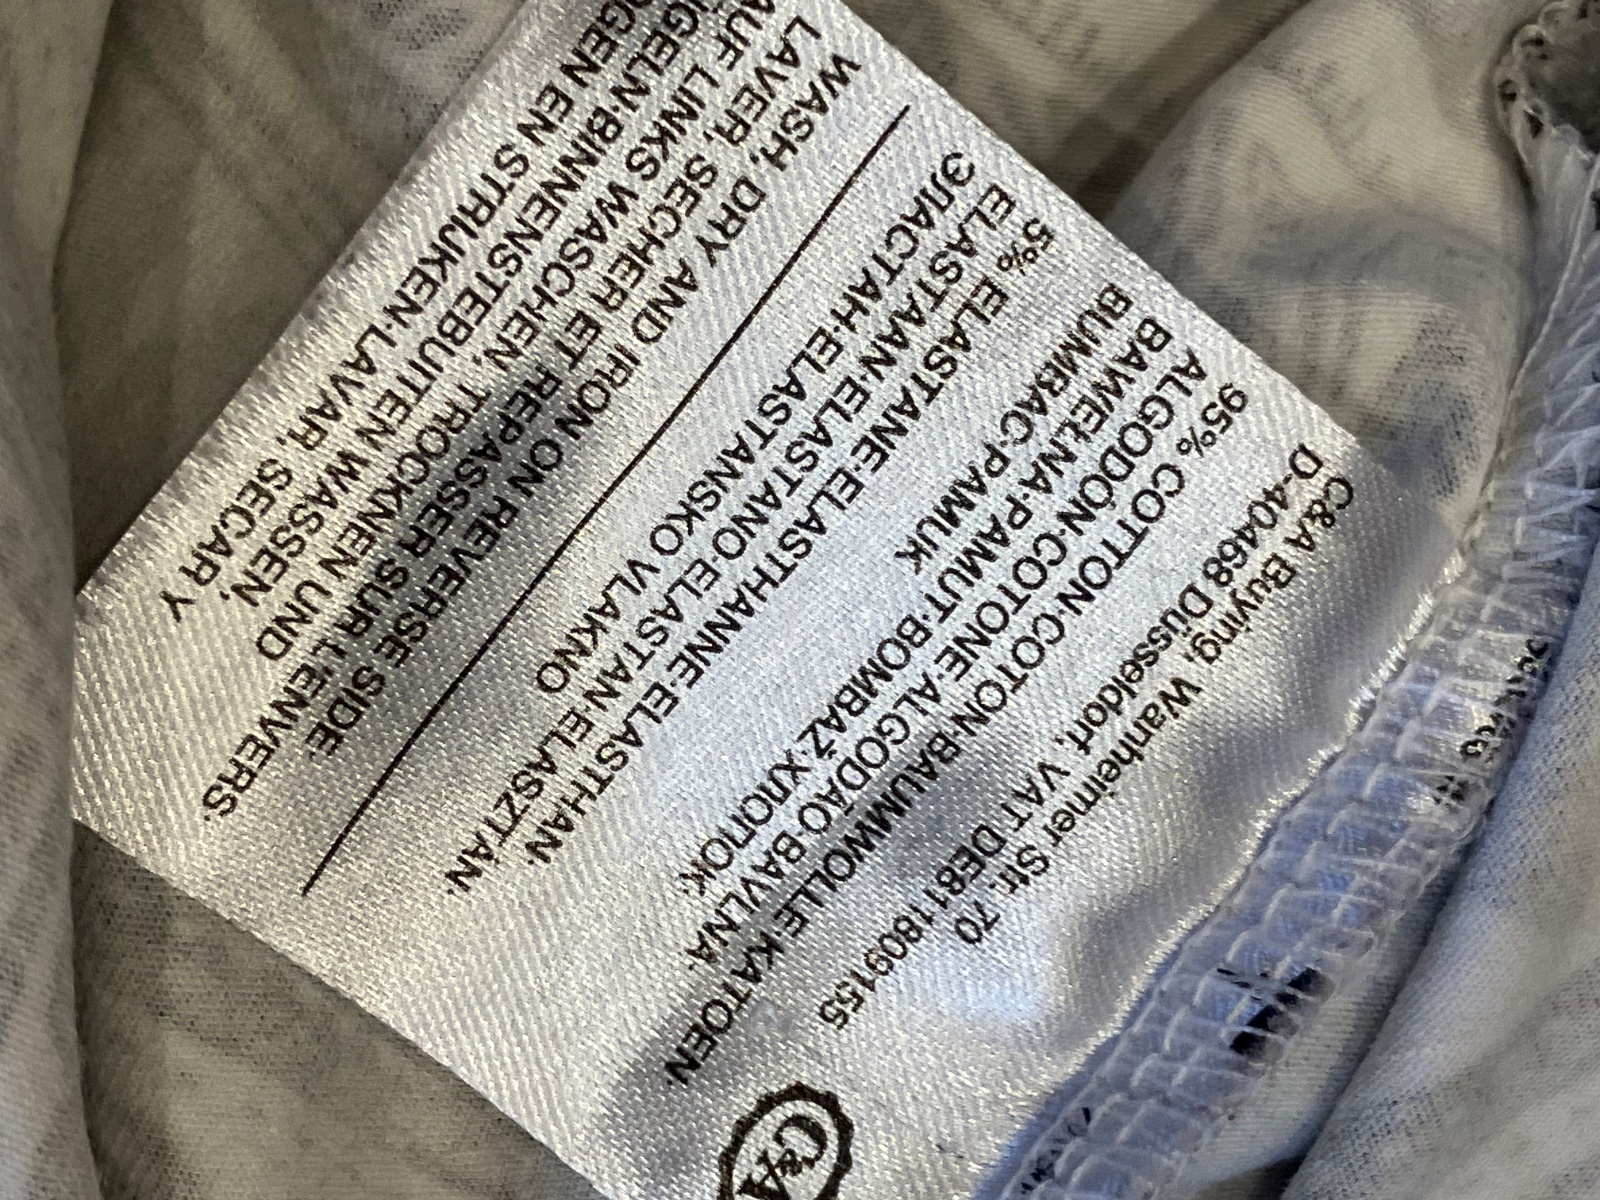 C&A
C&A Buying, Wanheimer Str. 70
D-40468 Düsseldorf, VAT DE811809155
95% COTTON·COTON·BAUMWOLLE·KATOEN·
ALGODÓN·COTONE·ALGODÃO·BAVLNA·
BAWEŁNA·PAMUT·BOMBAŽ·ХЛОПОК·
BUMBAC·PAMUK
5% ELASTANE·ELASTHANNE·ELASTHAN·
ELASTAAN·ELASTANO·ELASTAN·ELASZTÁN·
ЭЛАСТАН·ELASTANSKO VLAKNO
WASH, DRY AND IRON ON REVERSE SIDE·
LAVER, SECHER ET REPASSER SUR L'ENVERS·
AUF LINKS WASCHEN, TROCKNEN UND
BÜGELN·BINNENSTEBUITEN WASSEN,
DROGEN EN STRIJKEN·LAVAR, SECAR Y